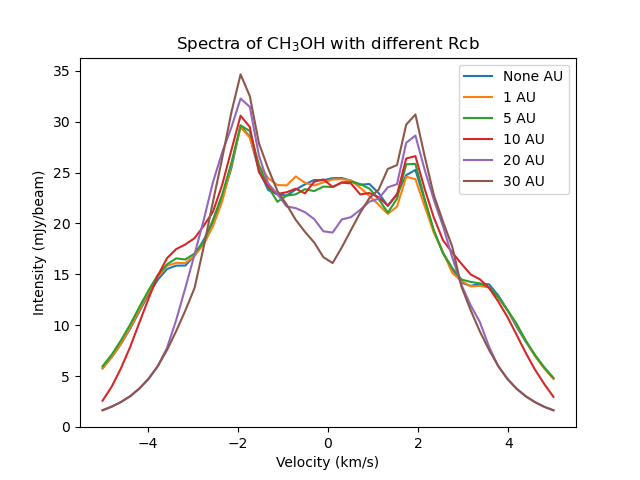 Spectra of CH₃OH with different Rcb
Intensity (mJy/beam)
35
30
25
20
15
10
5
0
−4
−2
0
2
4
Velocity (km/s)
None AU
1 AU
5 AU
10 AU
20 AU
30 AU